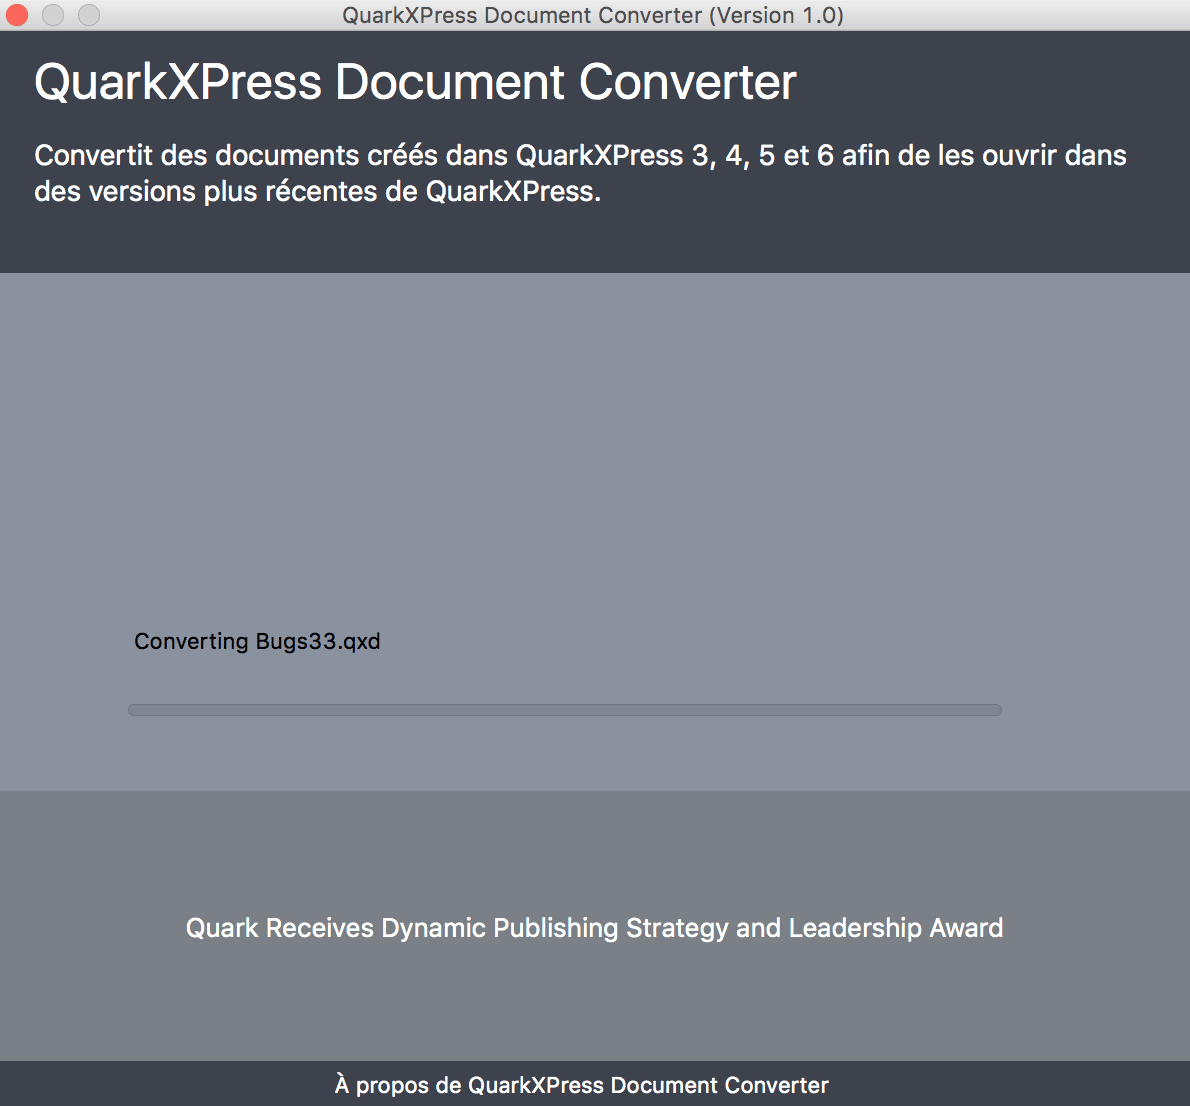 QuarkXPress Document Converter (Version 1.0)
QuarkXPress Document Converter
Convertit des documents créés dans QuarkXPress 3, 4, 5 et 6 afin de les ouvrir dans
des versions plus récentes de QuarkXPress.
Converting Bugs33.qxd
Quark Receives Dynamic Publishing Strategy and Leadership Award
À propos de QuarkXPress Document Converter